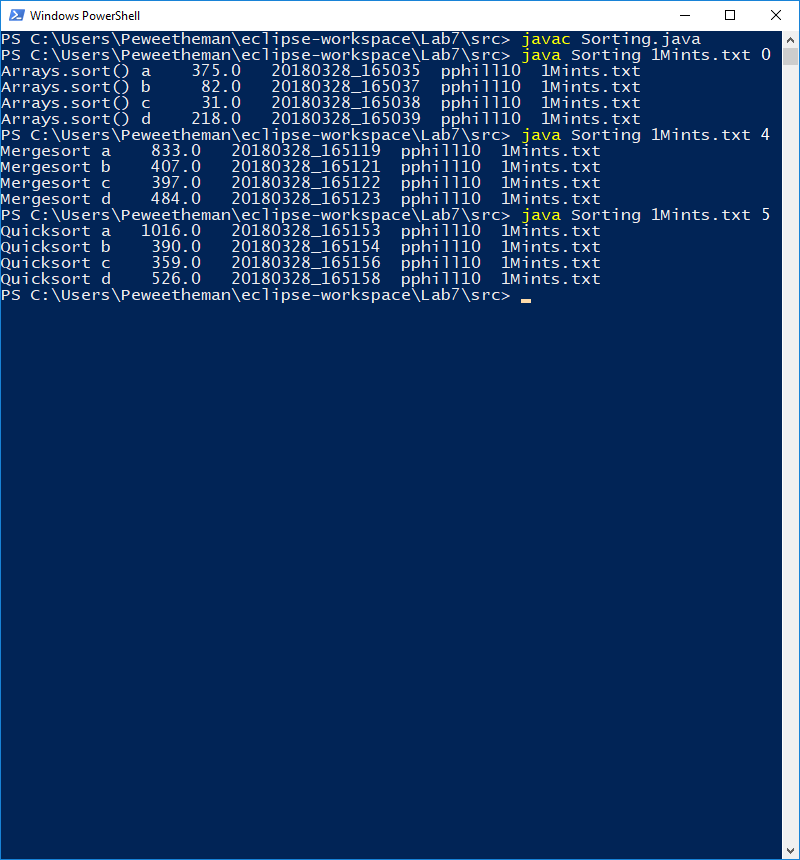 Windows PowerShell
PS C:\Users\Peweetheman\eclipse-workspace\Lab7\src> javac Sorting.java
PS C:\Users\Peweetheman\eclipse-workspace\Lab7\src> java Sorting 1Mints.txt 0
Arrays.sort() a    375.0   20180328_165035  pphill10  1Mints.txt
Arrays.sort() b     82.0   20180328_165037  pphill10  1Mints.txt
Arrays.sort() c     31.0   20180328_165038  pphill10  1Mints.txt
Arrays.sort() d    218.0   20180328_165039  pphill10  1Mints.txt
PS C:\Users\Peweetheman\eclipse-workspace\Lab7\src> java Sorting 1Mints.txt 4
Mergesort a    833.0   20180328_165119  pphill10  1Mints.txt
Mergesort b    407.0   20180328_165121  pphill10  1Mints.txt
Mergesort c    397.0   20180328_165122  pphill10  1Mints.txt
Mergesort d    484.0   20180328_165123  pphill10  1Mints.txt
PS C:\Users\Peweetheman\eclipse-workspace\Lab7\src> java Sorting 1Mints.txt 5
Quicksort a   1016.0   20180328_165153  pphill10  1Mints.txt
Quicksort b    390.0   20180328_165154  pphill10  1Mints.txt
Quicksort c    359.0   20180328_165156  pphill10  1Mints.txt
Quicksort d    526.0   20180328_165158  pphill10  1Mints.txt
PS C:\Users\Peweetheman\eclipse-workspace\Lab7\src>